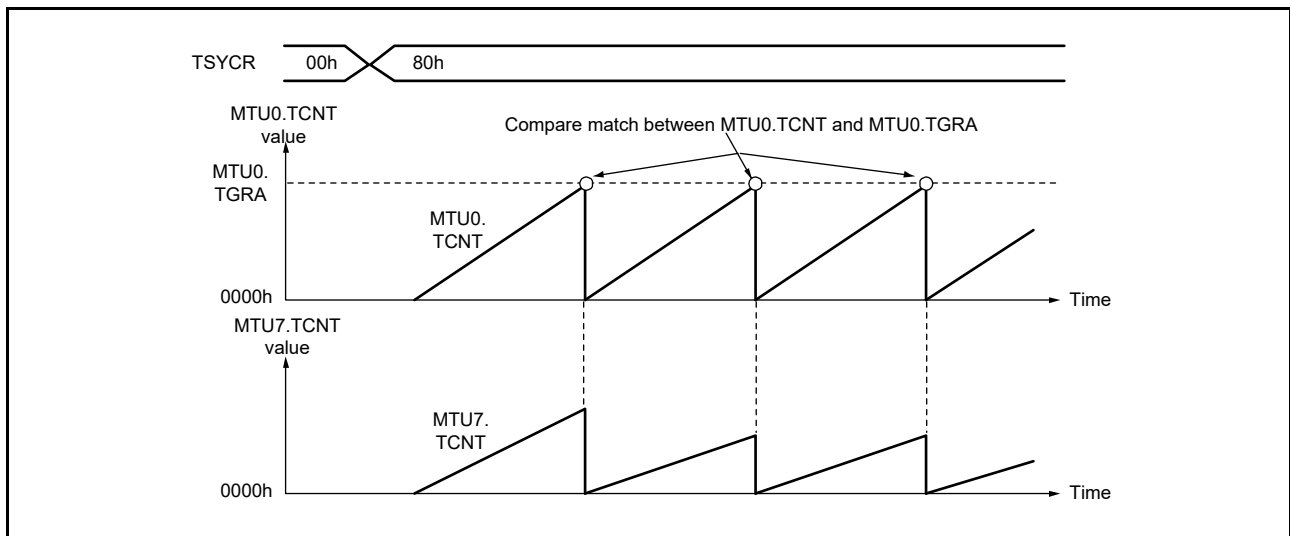 TSYCR 00h 80h
MTU0.TCNT
value
Compare match between MTU0.TCNT and MTU0.TGRA
MTU0.
TGRA
MTU0.
TCNT
0000h
Time
MTU7.TCNT
value
MTU7.
TCNT
0000h
Time